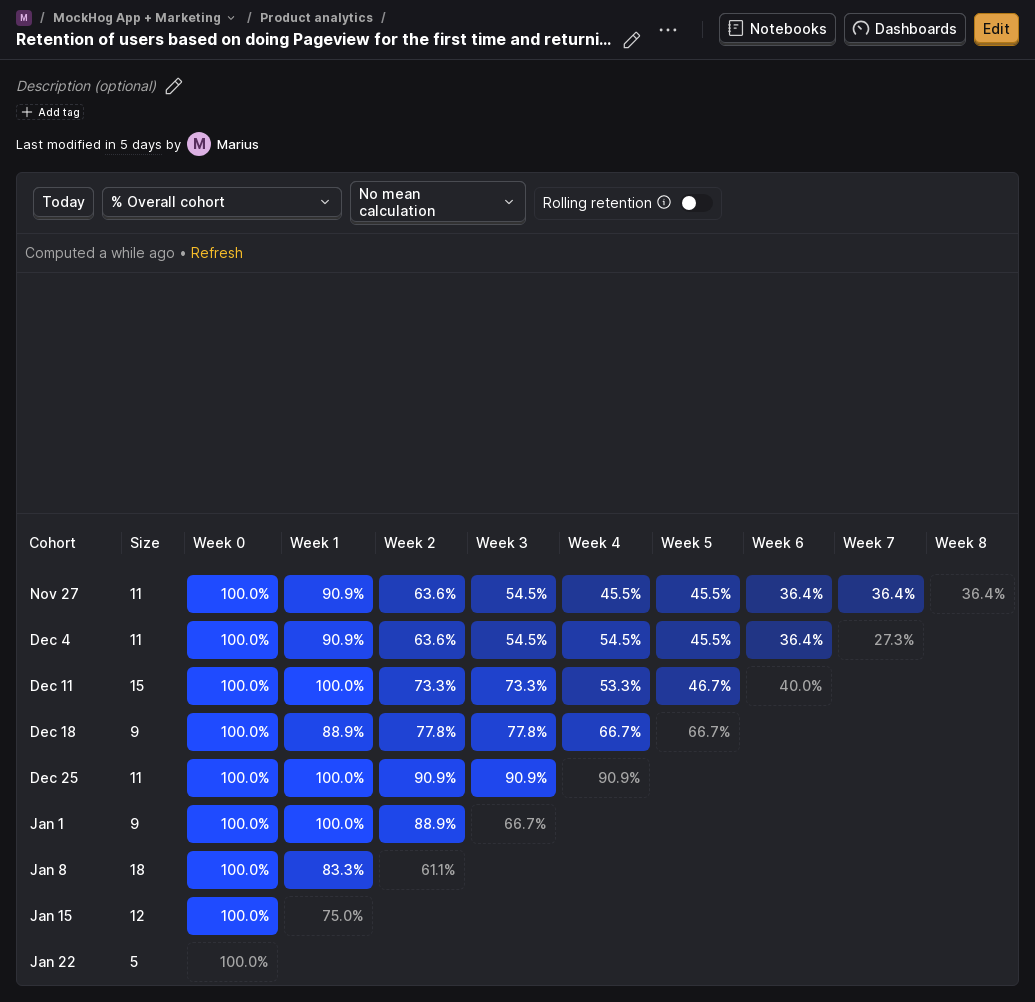 M / MockHog App + Marketing / Product analytics /
Retention of users based on doing Pageview for the first time and returni...
Notebooks
Dashboards
Edit
Description (optional)
Add tag
Last modified in 5 days by M Marius
Today
% Overall cohort
No mean
calculation
Rolling retention
Computed a while ago • Refresh
Cohort Size Week 0 Week 1 Week 2 Week 3 Week 4 Week 5 Week 6 Week 7 Week 8
Nov 27 11 100.0% 90.9% 63.6% 54.5% 45.5% 45.5% 36.4% 36.4% 36.4%
Dec 4 11 100.0% 90.9% 63.6% 54.5% 54.5% 45.5% 36.4% 27.3%
Dec 11 15 100.0% 100.0% 73.3% 73.3% 53.3% 46.7% 40.0%
Dec 18 9 100.0% 88.9% 77.8% 77.8% 66.7% 66.7%
Dec 25 11 100.0% 100.0% 90.9% 90.9% 90.9%
Jan 1 9 100.0% 100.0% 88.9% 66.7%
Jan 8 18 100.0% 83.3% 61.1%
Jan 15 12 100.0% 75.0%
Jan 22 5 100.0%